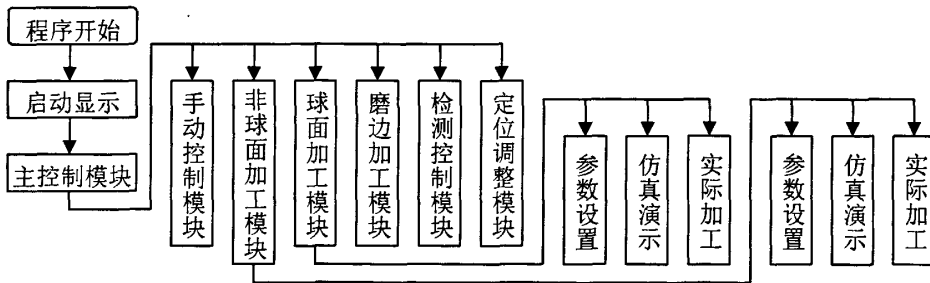 程序开始
启动显示
主控制模块
手动控制模块
非球面加工模块
球面加工模块
磨边加工模块
检测控制模块
定位调整模块
参数设置
仿真演示
实际加工
参数设置
仿真演示
实际加工